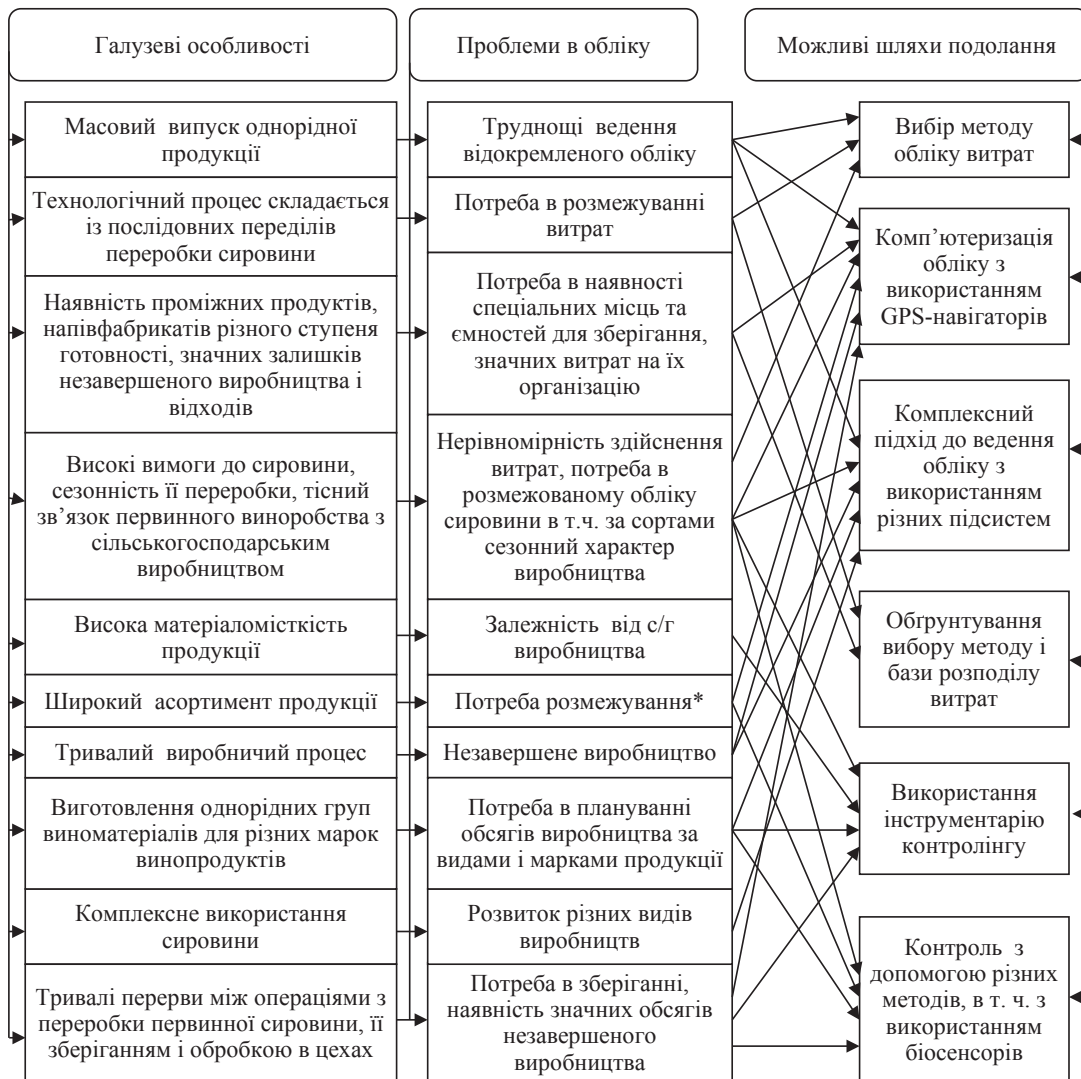 Галузеві особливості
Проблеми в обліку
Можливі шляхи подолання
Масовий випуск однорідної
продукції
Технологічний процес складається
із послідовних переділів
переробки сировини
Наявність проміжних продуктів,
напівфабрикатів різного ступеня
готовності, значних залишків
незавершеного виробництва і
відходів
Високі вимоги до сировини,
сезонність її переробки, тісний
зв’язок первинного виноробства з
сільськогосподарським
виробництвом
Висока матеріаломісткість
продукції
Широкий асортимент продукції
Тривалий виробничий процес
Виготовлення однорідних груп
виноматеріалів для різних марок
винопродуктів
Комплексне використання
сировини
Тривалі перерви між операціями з
переробки первинної сировини, її
зберіганням і обробкою в цехах
Труднощі ведення
відокремленого обліку
Потреба в розмежуванні
витрат
Потреба в наявності
спеціальних місць та
ємностей для зберігання,
значних витрат на їх
організацію
Нерівномірність здійснення
витрат, потреба в
розмежованому обліку
сировини в т.ч. за сортами
сезонний характер
виробництва
Залежність від с/г
виробництва
Потреба розмежування*
Незавершене виробництво
Потреба в плануванні
обсягів виробництва за
видами і марками продукції
Розвиток різних видів
виробництв
Потреба в зберіганні,
наявність значних обсягів
незавершеного
виробництва
Вибір методу
обліку витрат
Комп’ютеризація
обліку з
використанням
GPS-навігаторів
Комплексний
підхід до ведення
обліку з
використанням
різних підсистем
Обґрунтування
вибору методу і
бази розподілу
витрат
Використання
інструментарію
контролінгу
Контроль з
допомогою різних
методів, в т. ч. з
використанням
біосенсорів